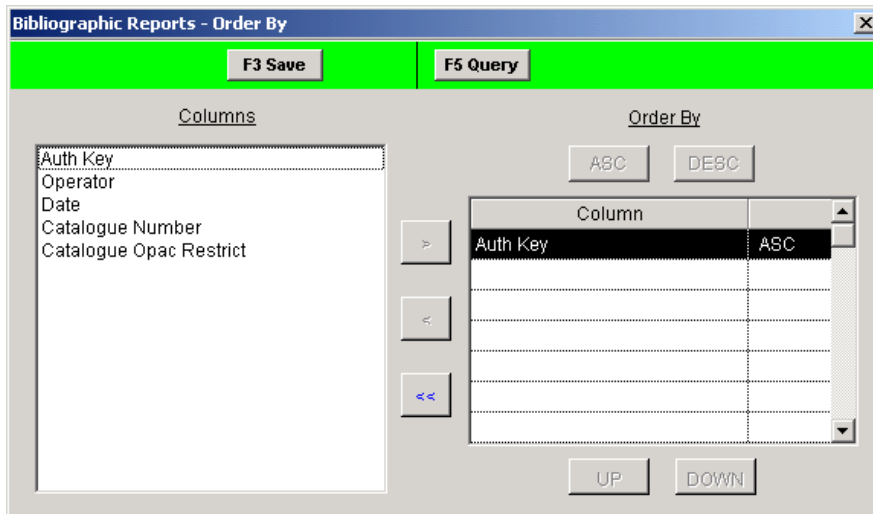 Bibliographic Reports - Order By
F3 Save F5 Query
Columns
Auth Key
Operator
Date
Catalogue Number
Catalogue Opac Restrict
>
<
<<
Order By
ASC DESC
Column
Auth Key ASC
UP DOWN